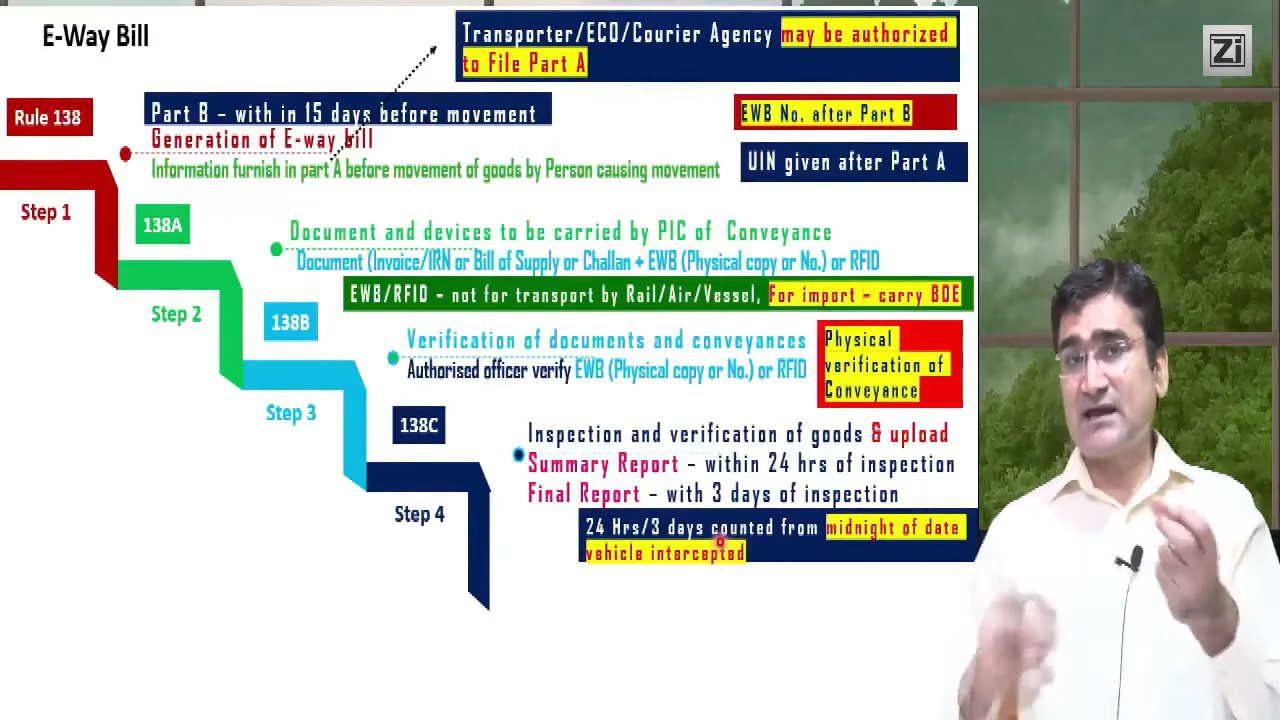 E-Way Bill
Transporter/ECO/Courier Agency may be authorized
to File Part A
Zi
Rule 138
Part B – with in 15 days before movement
EWB No. after Part B
Generation of E-way bill
Information furnish in part A before movement of goods by Person causing movement
UIN given after Part A
Step 1
138A
Document and devices to be carried by PIC of Conveyance
Document (Invoice/IRN or Bill of Supply or Challan + EWB (Physical copy or No.) or RFID
EWB/RFID – not for transport by Rail/Air/Vessel, For import – carry BOE
Step 2
138B
Verification of documents and conveyances
Authorised officer verify EWB (Physical copy or No.) or RFID
Physical
verification of
Conveyance
Step 3
138C
Inspection and verification of goods & upload
Summary Report – within 24 hrs of inspection
Final Report – with 3 days of inspection
Step 4
24 Hrs/3 days counted from midnight of date
vehicle intercepted